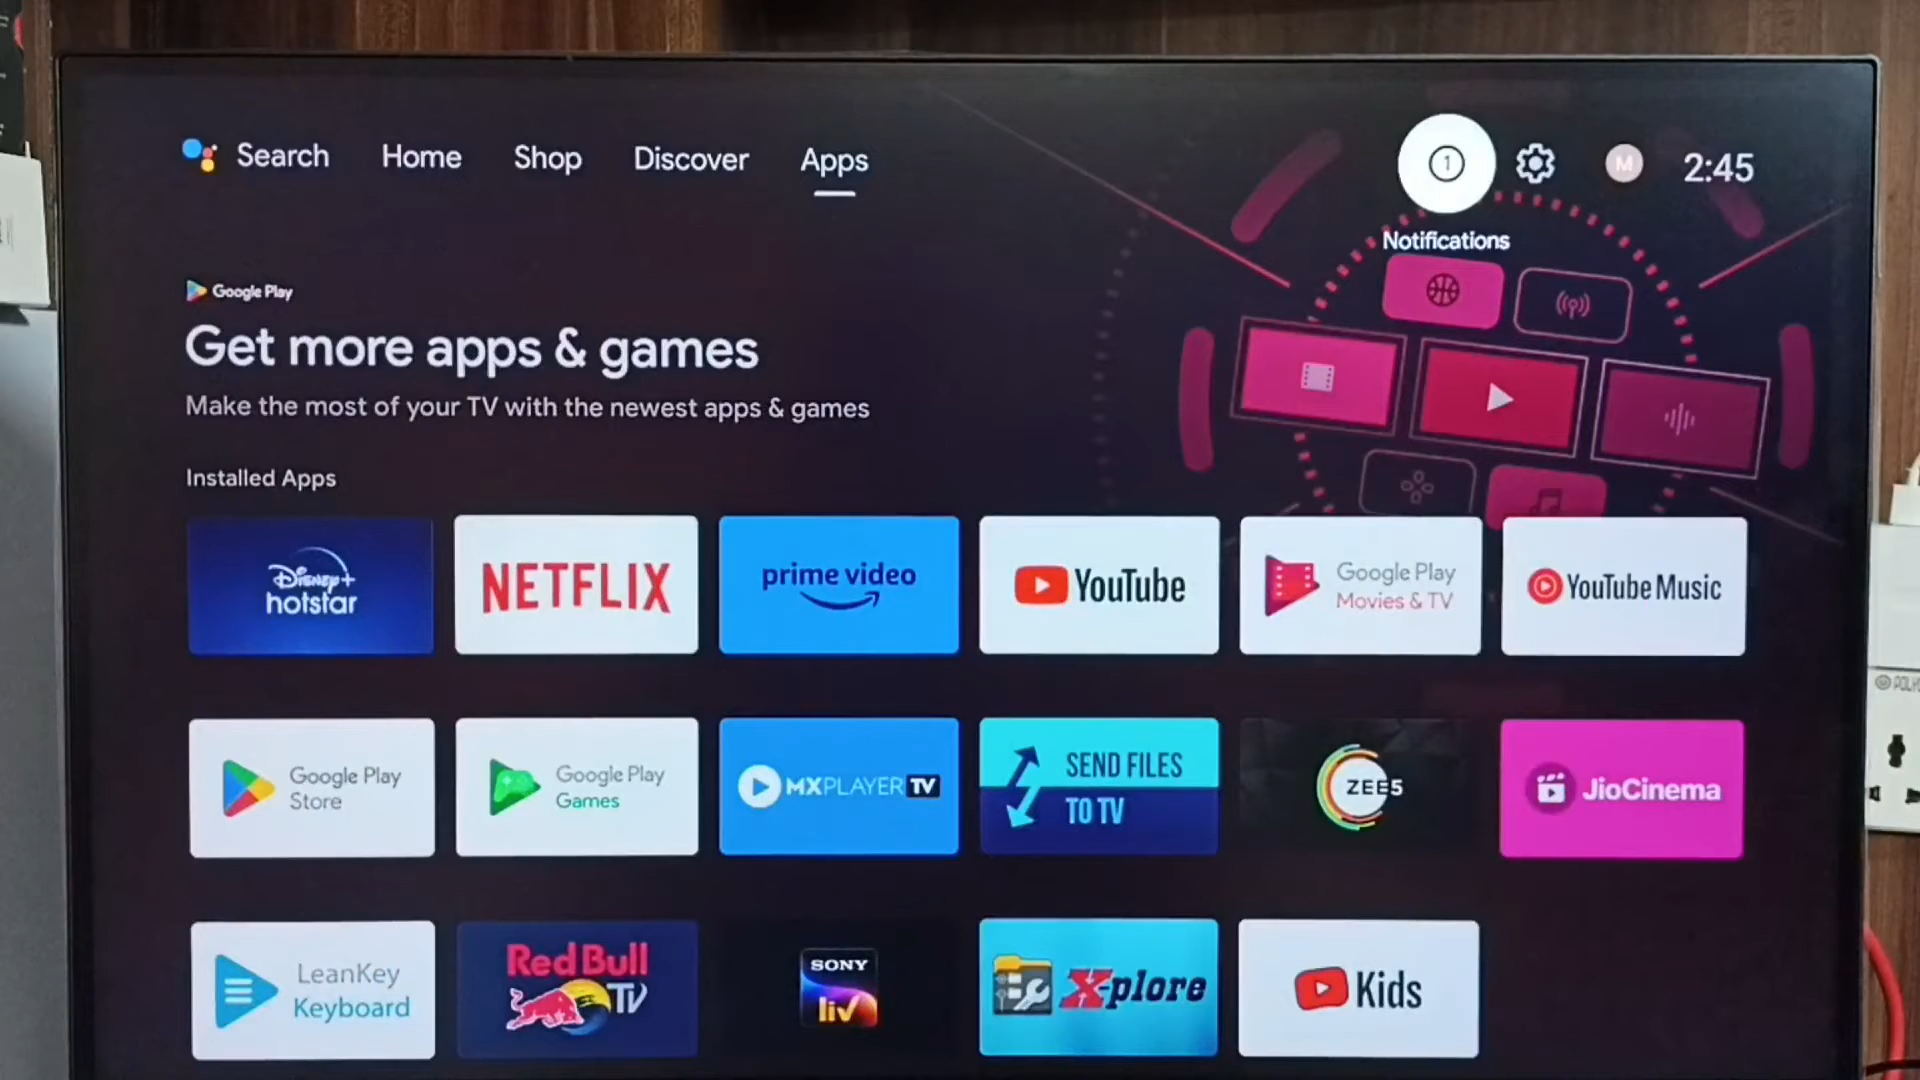 Search Home Shop Discover Apps
1
M
2:45
Notifications
Google Play
Get more apps & games
Make the most of your TV with the newest apps & games
Installed Apps
Disney+
hotstar
NETFLIX
prime video
YouTube
Google Play
Movies & TV
YouTube Music
Google Play
Store
Google Play
Games
MXPLAYER TV
SEND FILES
TO TV
ZEE5
JioCinema
LeanKey
Keyboard
Red Bull
TV
SONY
liv
X-plore
Kids